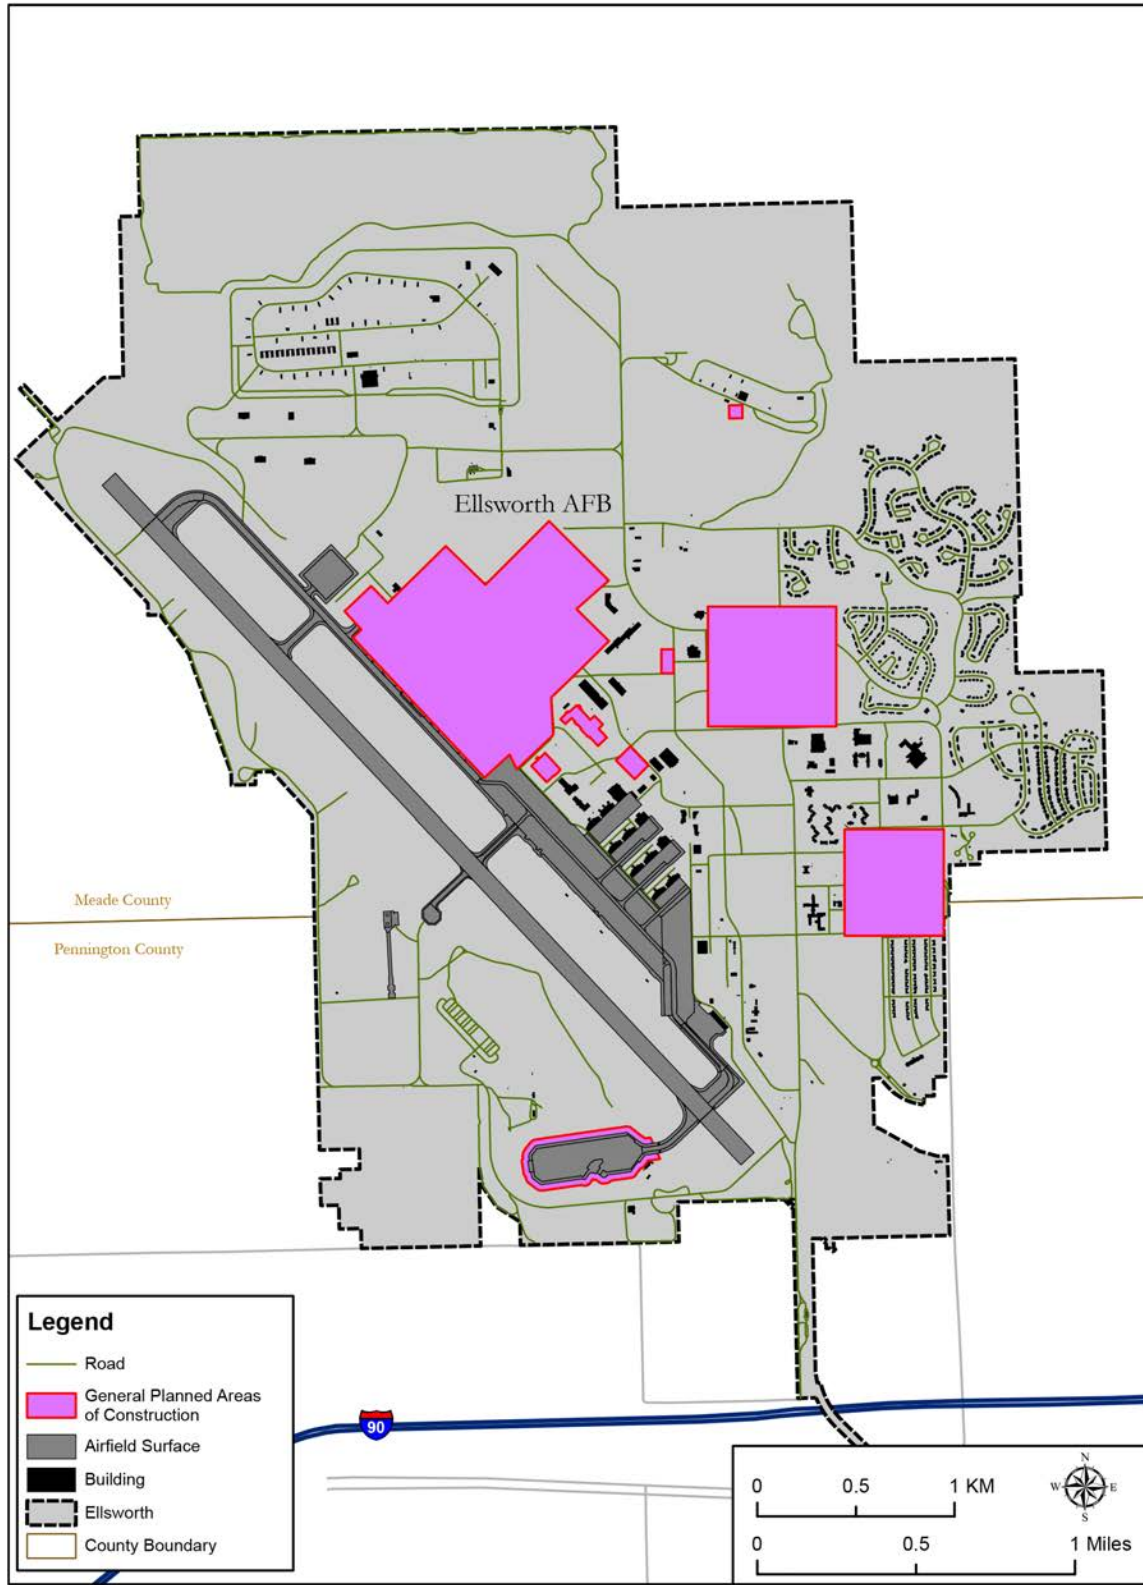 Ellsworth AFB
Meade County
Pennington County
Legend
Road
General Planned Areas
of Construction
Airfield Surface
Building
Ellsworth
County Boundary
90
0 0.5 1 KM
0 0.5 1 Miles
N
W E
S